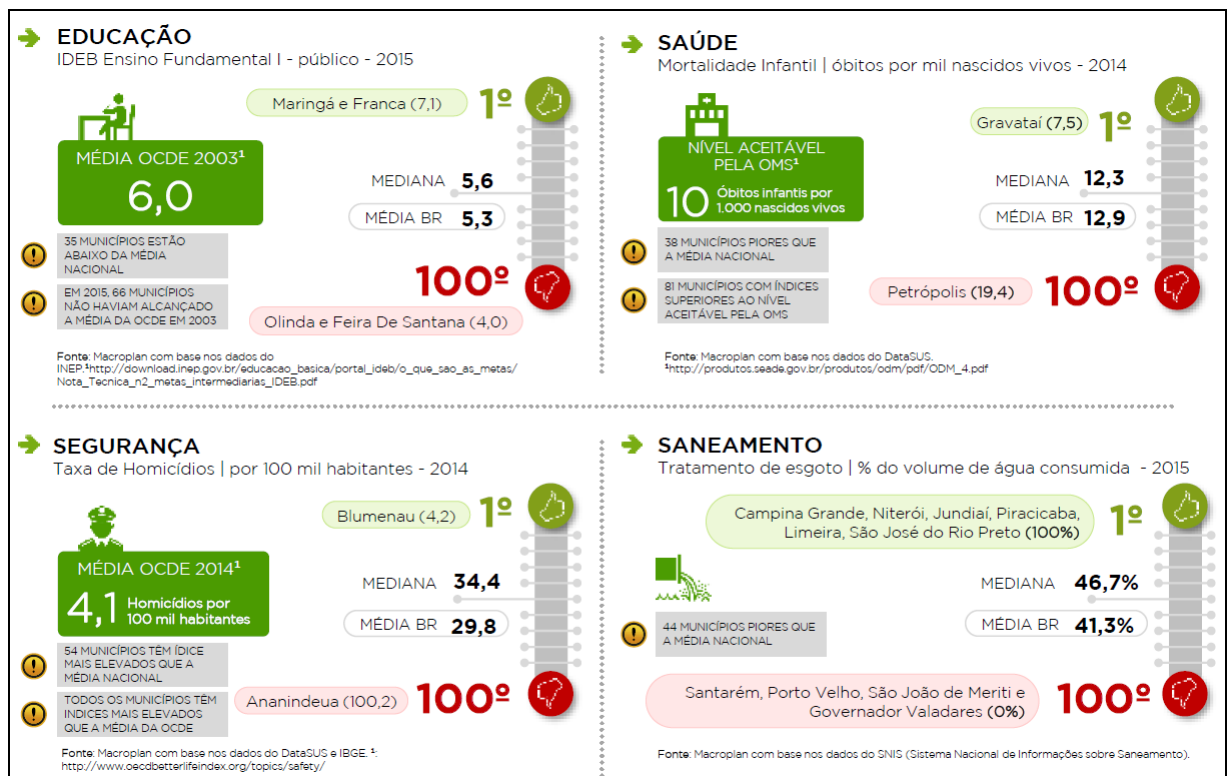 EDUCAÇÃO
IDEB Ensino Fundamental I - público - 2015
Maringá e Franca (7,1)
1º
MÉDIA OCDE 2003¹
6,0
MEDIANA 5,6
MÉDIA BR 5,3
35 MUNICÍPIOS ESTÃO
ABAIXO DA MÉDIA
NACIONAL
EM 2015, 66 MUNICÍPIOS
NÃO HAVIAM ALCANÇADO
A MÉDIA DA OCDE EM 2003
100º
Olinda e Feira De Santana (4,0)
Fonte: Macroplan com base nos dados do
INEP.¹http://download.inep.gov.br/educacao_basica/portal_ideb/o_que_sao_as_metas/
Nota_Tecnica_n2_metas_intermediarias_IDEB.pdf
SAÚDE
Mortalidade Infantil | óbitos por mil nascidos vivos - 2014
Gravataí (7,5)
1º
NÍVEL ACEITÁVEL
PELA OMS¹
10 Óbitos infantis por
1.000 nascidos vivos
MEDIANA 12,3
MÉDIA BR 12,9
38 MUNICÍPIOS PIORES QUE
A MÉDIA NACIONAL
81 MUNICÍPIOS COM ÍNDICES
SUPERIORES AO NÍVEL
ACEITÁVEL PELA OMS
Petrópolis (19,4)
100º
Fonte: Macroplan com base nos dados do DataSUS.
¹http://produtos.seade.gov.br/produtos/odm/pdf/ODM_4.pdf
SEGURANÇA
Taxa de Homicídios | por 100 mil habitantes - 2014
Blumenau (4,2)
1º
MÉDIA OCDE 2014¹
4,1 Homicídios por
100 mil habitantes
MEDIANA 34,4
MÉDIA BR 29,8
54 MUNICÍPIOS TÊM ÍDICE
MAIS ELEVADOS QUE A
MÉDIA NACIONAL
TODOS OS MUNICÍPIOS TÊM
INDICES MAIS ELEVADOS
QUE A MÉDIA DA OCDE
Ananindeua (100,2)
100º
Fonte: Macroplan com base nos dados do DataSUS e IBGE. ¹:
http://www.oecdbetterlifeindex.org/topics/safety/
SANEAMENTO
Tratamento de esgoto | % do volume de água consumida - 2015
Campina Grande, Niterói, Jundiaí, Piracicaba,
Limeira, São José do Rio Preto (100%)
1º
MEDIANA 46,7%
MÉDIA BR 41,3%
44 MUNICÍPIOS PIORES QUE
A MÉDIA NACIONAL
Santarém, Porto Velho, São João de Meriti e
Governador Valadares (0%)
100º
Fonte: Macroplan com base nos dados do SNIS (Sistema Nacional de Informações sobre Saneamento).